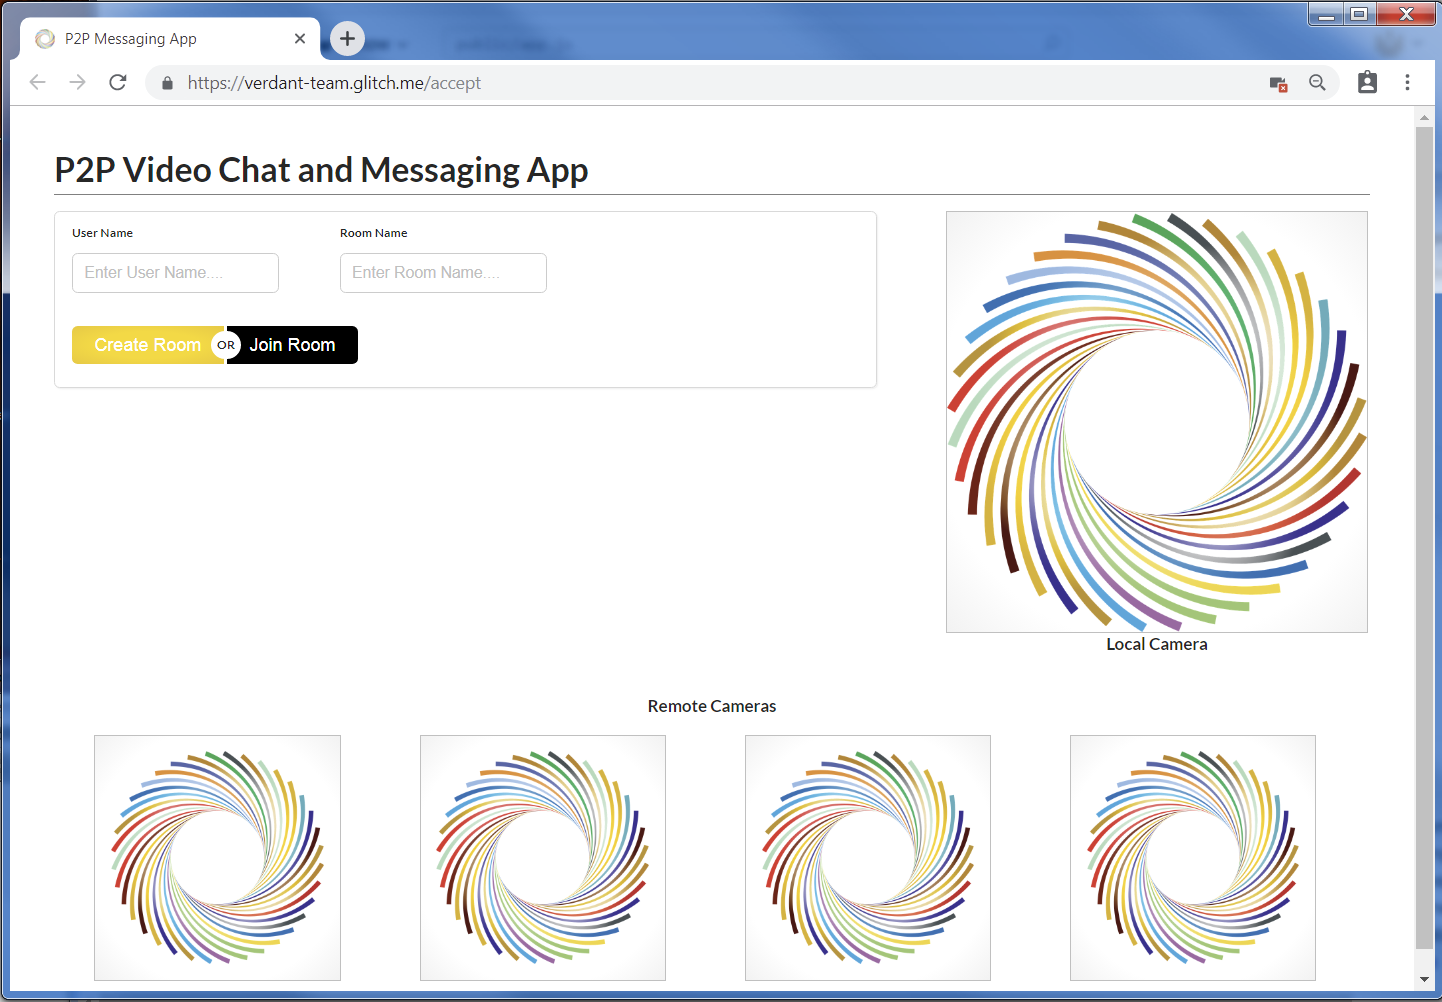 P2P Messaging App
https://verdant-team.glitch.me/accept
P2P Video Chat and Messaging App
User Name
Room Name
Enter User Name....
Enter Room Name....
Create Room
OR
Join Room
Local Camera
Remote Cameras